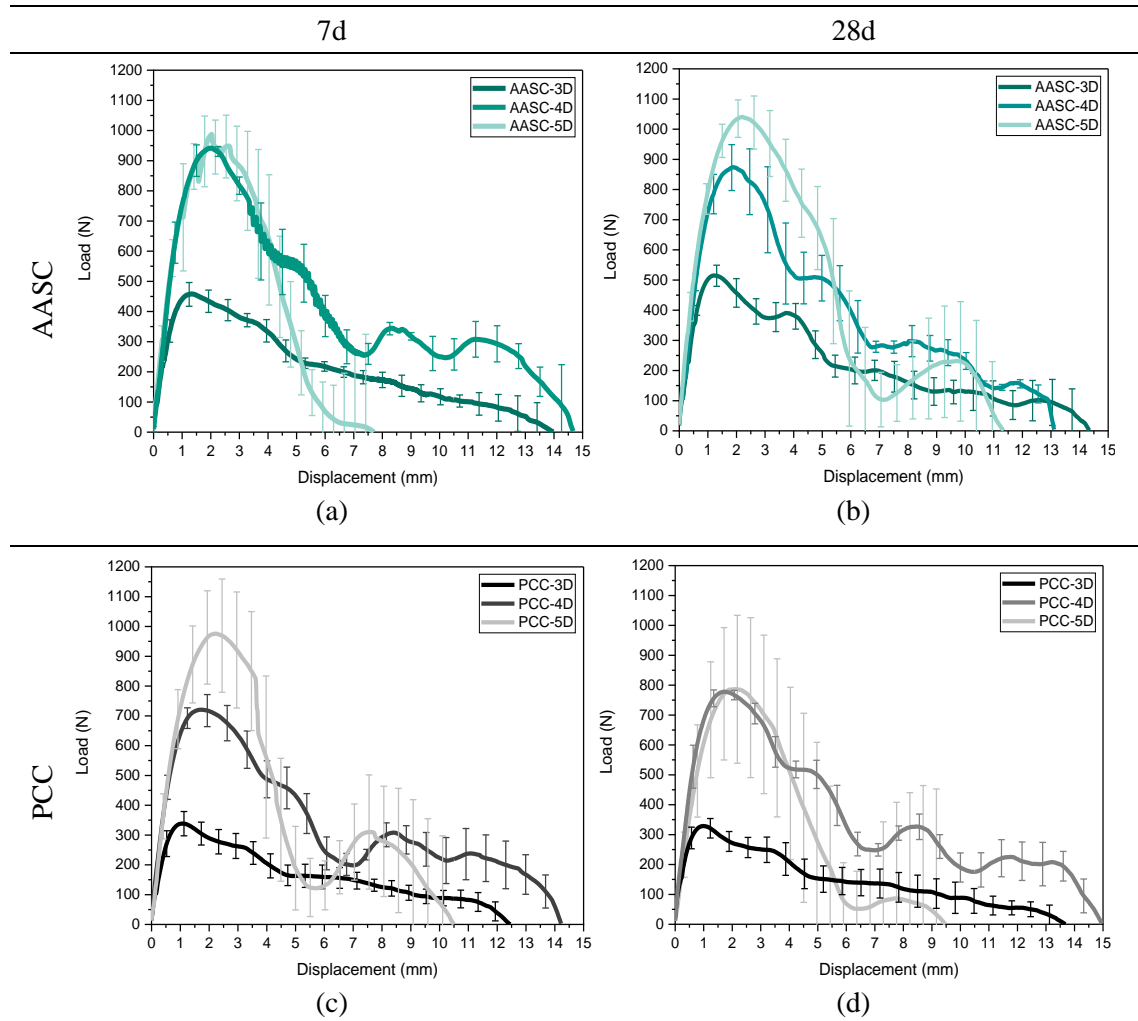 7d 28d
AASC
1200
1100
1000
900
800
700
600
500
400
300
200
100
0
Load (N)
AASC-3D
AASC-4D
AASC-5D
0 1 2 3 4 5 6 7 8 9 10 11 12 13 14 15
Displacement (mm)
(a)
1200
1100
1000
900
800
700
600
500
400
300
200
100
0
Load (N)
AASC-3D
AASC-4D
AASC-5D
0 1 2 3 4 5 6 7 8 9 10 11 12 13 14 15
Displacement (mm)
(b)
PCC
1200
1100
1000
900
800
700
600
500
400
300
200
100
0
Load (N)
PCC-3D
PCC-4D
PCC-5D
0 1 2 3 4 5 6 7 8 9 10 11 12 13 14 15
Displacement (mm)
(c)
1200
1100
1000
900
800
700
600
500
400
300
200
100
0
Load (N)
PCC-3D
PCC-4D
PCC-5D
0 1 2 3 4 5 6 7 8 9 10 11 12 13 14 15
Displacement (mm)
(d)